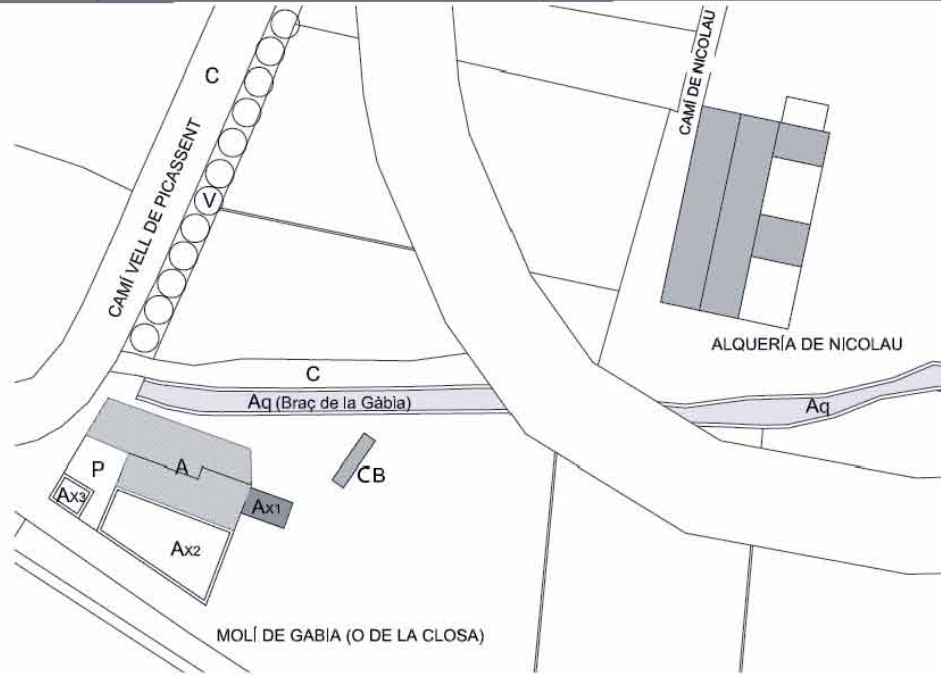 C
CAMÍ VELL DE PICASSENT
V
CAMÍ DE NICOLAU
ALQUERÍA DE NICOLAU
C
Aq (Braç de la Gàbia)
Aq
A
P
CB
Ax3
Ax1
Ax2
MOLÍ DE GABIA (O DE LA CLOSA)